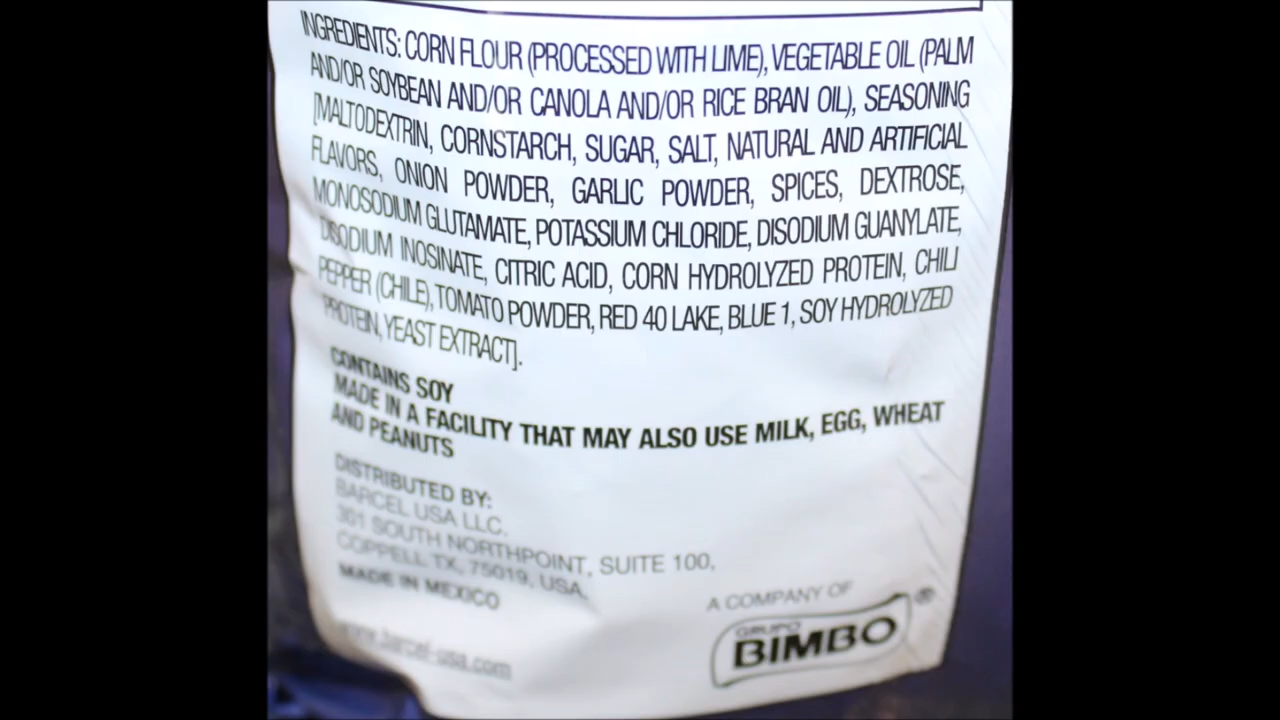 INGREDIENTS: CORN FLOUR (PROCESSED WITH LIME), VEGETABLE OIL (PALM
AND/OR SOYBEAN AND/OR CANOLA AND/OR RICE BRAN OIL), SEASONING
[MALTODEXTRIN, CORNSTARCH, SUGAR, SALT, NATURAL AND ARTIFICIAL
FLAVORS, ONION POWDER, GARLIC POWDER, SPICES, DEXTROSE,
MONOSODIUM GLUTAMATE, POTASSIUM CHLORIDE, DISODIUM GUANYLATE,
DISODIUM INOSINATE, CITRIC ACID, CORN HYDROLYZED PROTEIN, CHILI
PEPPER (CHILE), TOMATO POWDER, RED 40 LAKE, BLUE 1, SOY HYDROLYZED
PROTEIN, YEAST EXTRACT].
CONTAINS SOY
MADE IN A FACILITY THAT MAY ALSO USE MILK, EGG, WHEAT
AND PEANUTS
DISTRIBUTED BY:
BARCEL USA LLC.
301 SOUTH NORTHPOINT, SUITE 100,
COPPELL TX, 75019, USA.
MADE IN MEXICO
www.barcel-usa.com
A COMPANY OF
GRUPO
BIMBO ®